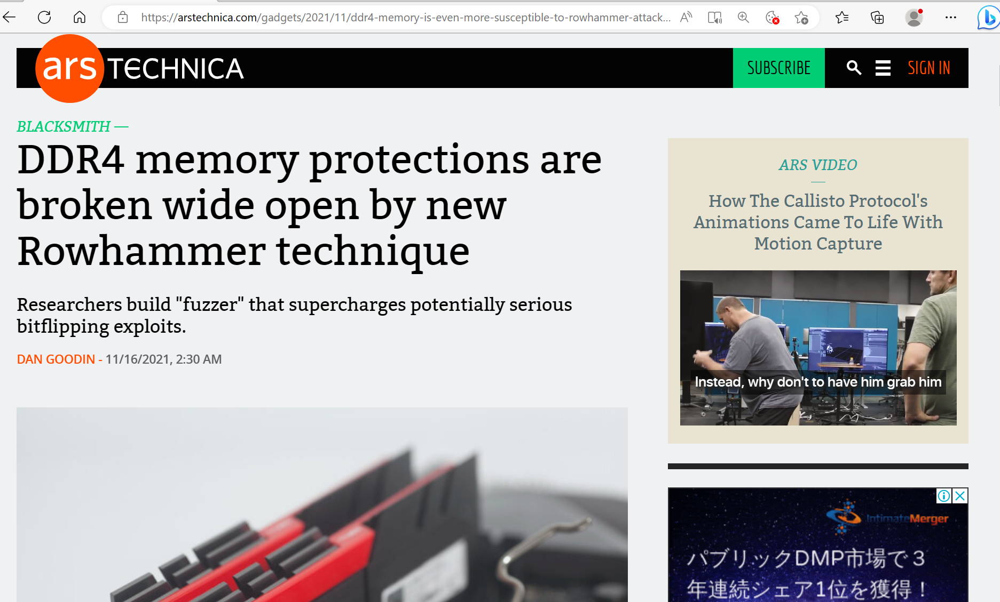 https://arstechnica.com/gadgets/2021/11/ddr4-memory-is-even-more-susceptible-to-rowhammer-attack...
ars TECHNICA
SUBSCRIBE
SIGN IN
BLACKSMITH —
DDR4 memory protections are
broken wide open by new
Rowhammer technique
Researchers build "fuzzer" that supercharges potentially serious
bitflipping exploits.
DAN GOODIN - 11/16/2021, 2:30 AM
ARS VIDEO
How The Callisto Protocol's
Animations Came To Life With
Motion Capture
Instead, why don't to have him grab him
IntimateMerger
パブリックDMP市場で3
年連続シェア1位を獲得！